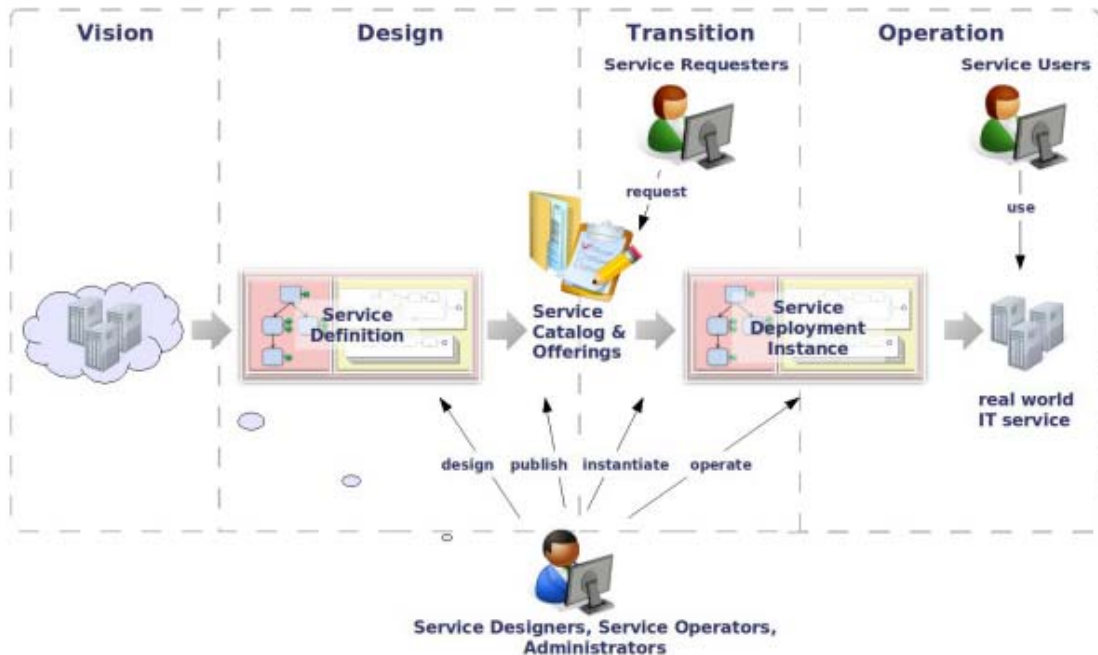 Vision
Design
Transition
Operation
Service Requesters
Service Users
request
use
Service
Definition
Service
Catalog &
Offerings
Service
Deployment
Instance
real world
IT service
design
publish
instantiate
operate
Service Designers, Service Operators,
Administrators